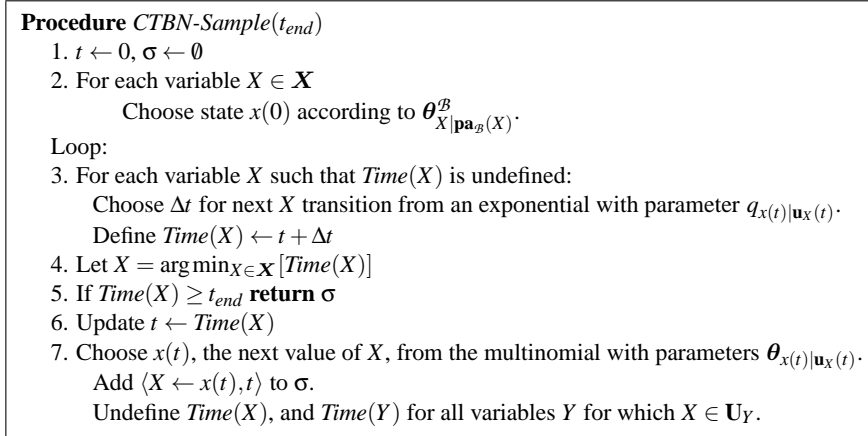 Procedure CTBN-Sample(t_end)
1. t ← 0, σ ← ∅
2. For each variable X ∈ X
Choose state x(0) according to θ^B_{X|pa_B(X)}.
Loop:
3. For each variable X such that Time(X) is undefined:
Choose Δt for next X transition from an exponential with parameter q_{x(t)|u_X(t)}.
Define Time(X) ← t + Δt
4. Let X = arg min_{X∈X} [Time(X)]
5. If Time(X) ≥ t_end return σ
6. Update t ← Time(X)
7. Choose x(t), the next value of X, from the multinomial with parameters θ_{x(t)|u_X(t)}.
Add ⟨X ← x(t), t⟩ to σ.
Undefine Time(X), and Time(Y) for all variables Y for which X ∈ U_Y.